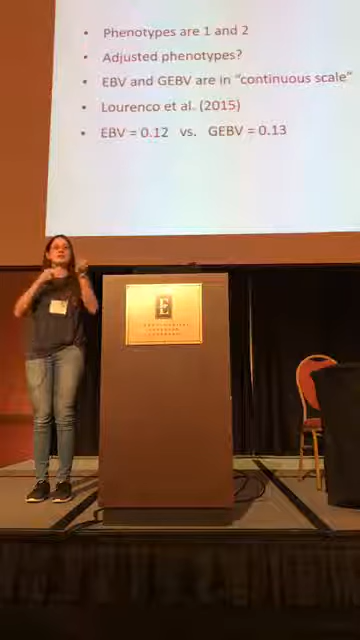 • Phenotypes are 1 and 2
• Adjusted phenotypes?
• EBV and GEBV are in “continuous scale”
• Lourenco et al. (2015)
• EBV = 0.12 vs. GEBV = 0.13
E